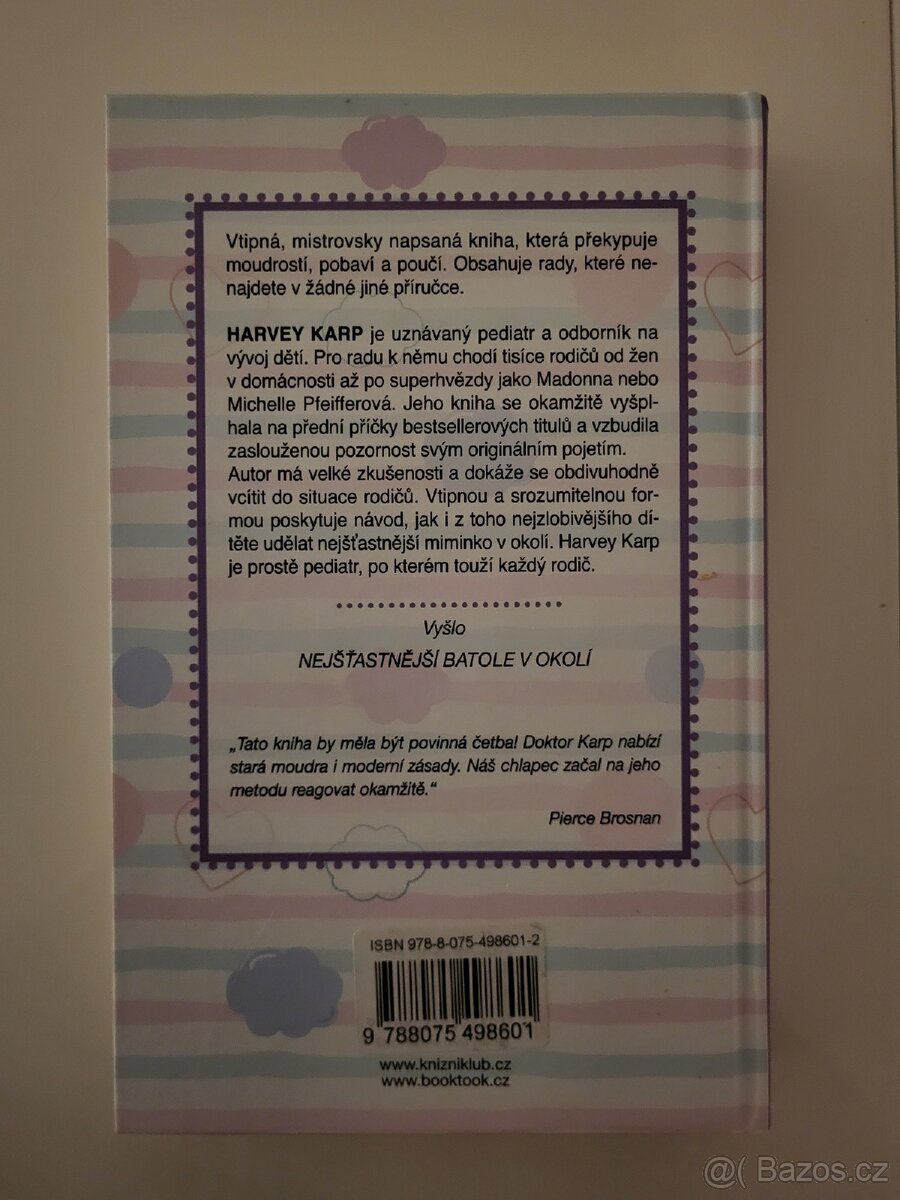 Vtipná, mistrovsky napsaná kniha, která překypuje
moudrostí, pobaví a poučí. Obsahuje rady, které ne-
najdete v žádné jiné příručce.
HARVEY KARP je uznávaný pediatr a odborník na
vývoj dětí. Pro radu k němu chodí tisíce rodičů od žen
v domácnosti až po superhvězdy jako Madonna nebo
Michelle Pfeifferová. Jeho kniha se okamžitě vyšpl-
hala na přední příčky bestsellerových titulů a vzbudila
zaslouženou pozornost svým originálním pojetím.
Autor má velké zkušenosti a dokáže se obdivuhodně
vcítit do situace rodičů. Vtipnou a srozumitelnou for-
mou poskytuje návod, jak i z toho nejzlobivějšího dí-
těte udělat nejšťastnější miminko v okolí. Harvey Karp
je prostě pediatr, po kterém touží každý rodič.
Vyšlo
NEJŠŤASTNĚJŠÍ BATOLE V OKOLÍ
„Tato kniha by měla být povinná četba! Doktor Karp nabízí
stará moudra i moderní zásady. Náš chlapec začal na jeho
metodu reagovat okamžitě.“
Pierce Brosnan
ISBN 978-8-075-498601-2
9 788075 498601
www.knizniklub.cz
www.booktook.cz
@( Bazos.cz